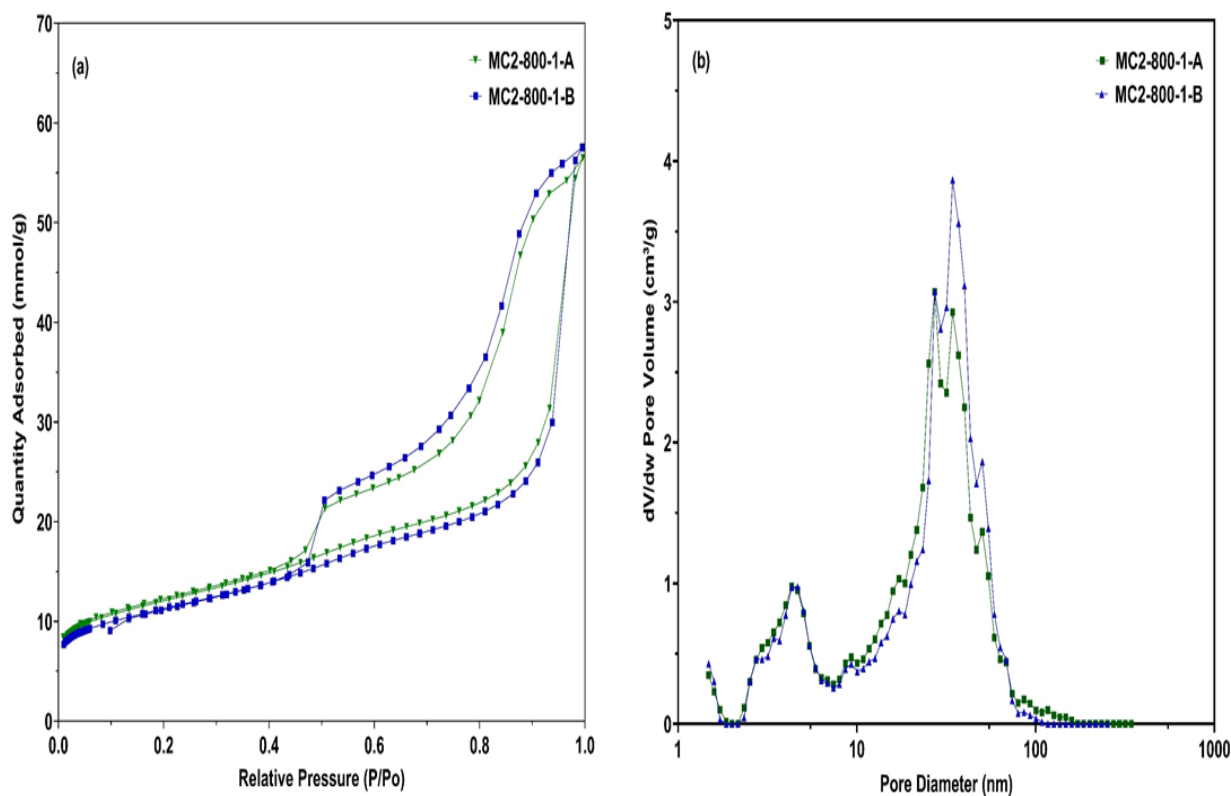 (a)
MC2-800-1-A
MC2-800-1-B
Quantity Adsorbed (mmol/g)
70
60
50
40
30
20
10
0
0.0 0.2 0.4 0.6 0.8 1.0
Relative Pressure (P/Po)
(b)
MC2-800-1-A
MC2-800-1-B
dV/dw Pore Volume (cm³/g)
5
4
3
2
1
0
1 10 100 1000
Pore Diameter (nm)